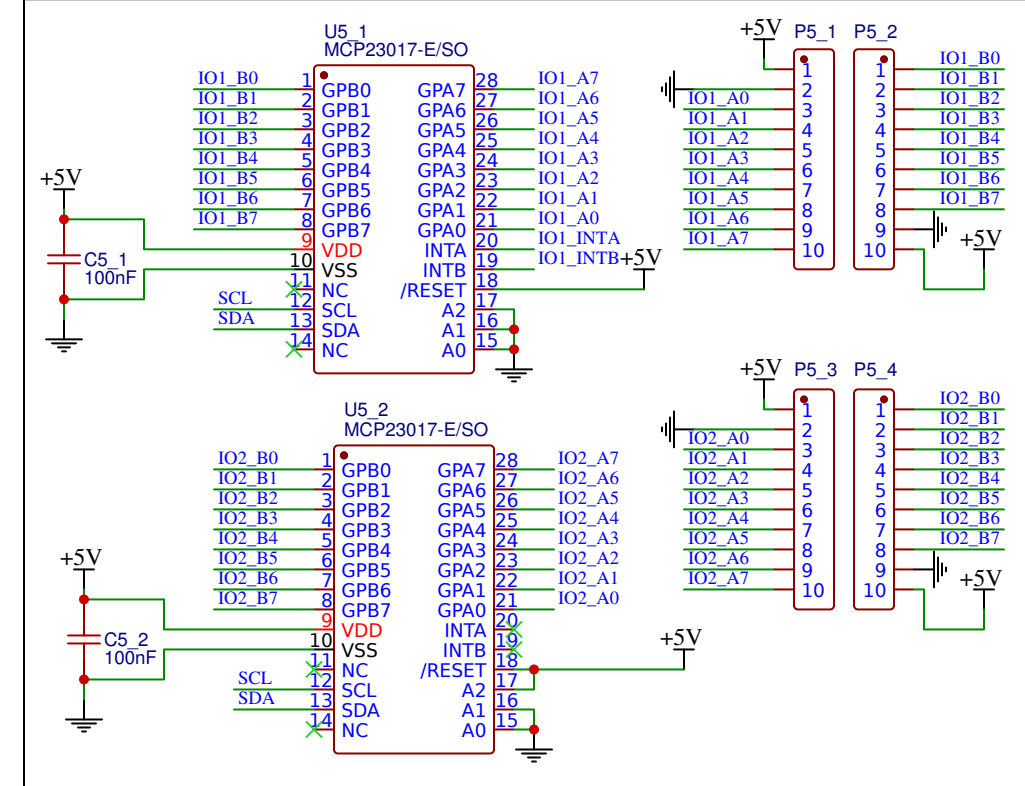 U5_1
MCP23017-E/SO
IO1_B0 1 GPB0 GPA7 28 IO1_A7
IO1_B1 2 GPB1 GPA6 27 IO1_A6
IO1_B2 3 GPB2 GPA5 26 IO1_A5
IO1_B3 4 GPB3 GPA4 25 IO1_A4
IO1_B4 5 GPB4 GPA3 24 IO1_A3
IO1_B5 6 GPB5 GPA2 23 IO1_A2
IO1_B6 7 GPB6 GPA1 22 IO1_A1
IO1_B7 8 GPB7 GPA0 21 IO1_A0
9 VDD INTA 20 IO1_INTA
10 VSS INTB 19 IO1_INTB
11 NC /RESET 18 +5V
SCL 12 SCL A2 17
SDA 13 SDA A1 16
14 NC A0 15
+5V
C5_1
100nF
+5V P5_1 P5_2
1 1 IO1_B0
2 2 IO1_B1
IO1_A0 3 3 IO1_B2
IO1_A1 4 4 IO1_B3
IO1_A2 5 5 IO1_B4
IO1_A3 6 6 IO1_B5
IO1_A4 7 7 IO1_B6
IO1_A5 8 8 IO1_B7
IO1_A6 9 9
IO1_A7 10 10 +5V
U5_2
MCP23017-E/SO
IO2_B0 1 GPB0 GPA7 28 IO2_A7
IO2_B1 2 GPB1 GPA6 27 IO2_A6
IO2_B2 3 GPB2 GPA5 26 IO2_A5
IO2_B3 4 GPB3 GPA4 25 IO2_A4
IO2_B4 5 GPB4 GPA3 24 IO2_A3
IO2_B5 6 GPB5 GPA2 23 IO2_A2
IO2_B6 7 GPB6 GPA1 22 IO2_A1
IO2_B7 8 GPB7 GPA0 21 IO2_A0
9 VDD INTA 20
10 VSS INTB 19
11 NC /RESET 18 +5V
SCL 12 SCL A2 17
SDA 13 SDA A1 16
14 NC A0 15
+5V
C5_2
100nF
+5V P5_3 P5_4
1 1 IO2_B0
2 2 IO2_B1
IO2_A0 3 3 IO2_B2
IO2_A1 4 4 IO2_B3
IO2_A2 5 5 IO2_B4
IO2_A3 6 6 IO2_B5
IO2_A4 7 7 IO2_B6
IO2_A5 8 8 IO2_B7
IO2_A6 9 9
IO2_A7 10 10 +5V